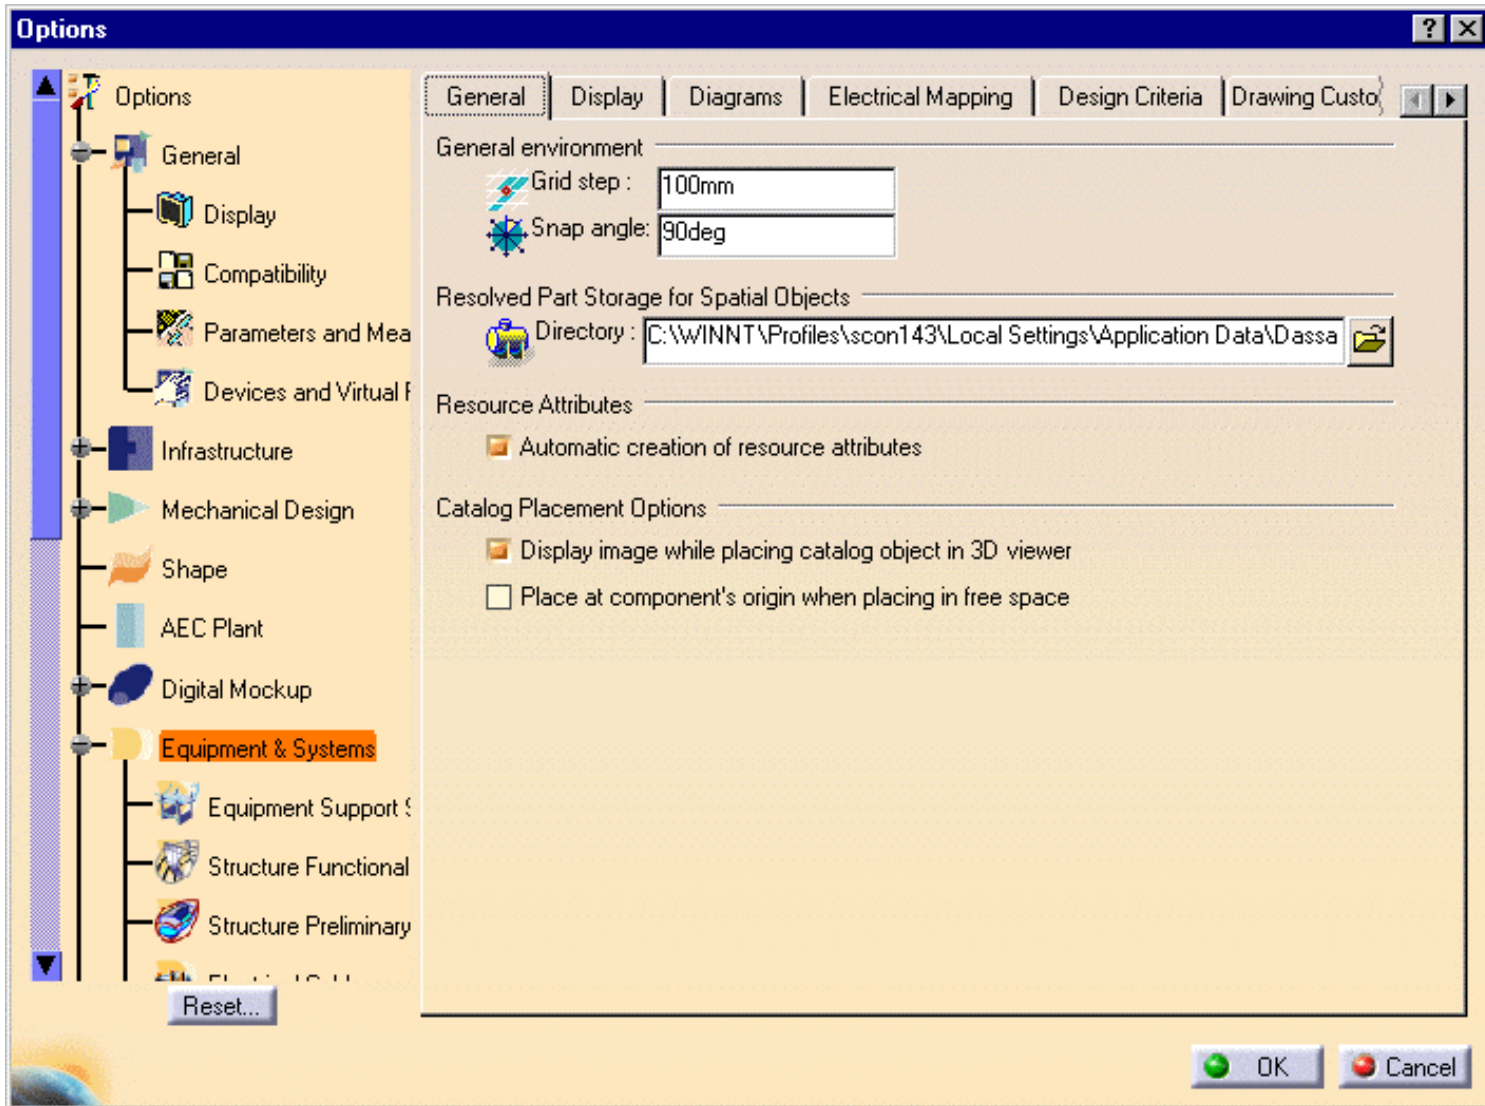 Options
Options
General
Display
Compatibility
Parameters and Mea
Devices and Virtual
Infrastructure
Mechanical Design
Shape
AEC Plant
Digital Mockup
Equipment & Systems
Equipment Support
Structure Functional
Structure Preliminary
Reset...
General Display Diagrams Electrical Mapping Design Criteria Drawing Custo
General environment
Grid step : 100mm
Snap angle: 90deg
Resolved Part Storage for Spatial Objects
Directory : C:\WINNT\Profiles\scon143\Local Settings\Application Data\Dassa
Resource Attributes
Automatic creation of resource attributes
Catalog Placement Options
Display image while placing catalog object in 3D viewer
Place at component's origin when placing in free space
OK Cancel